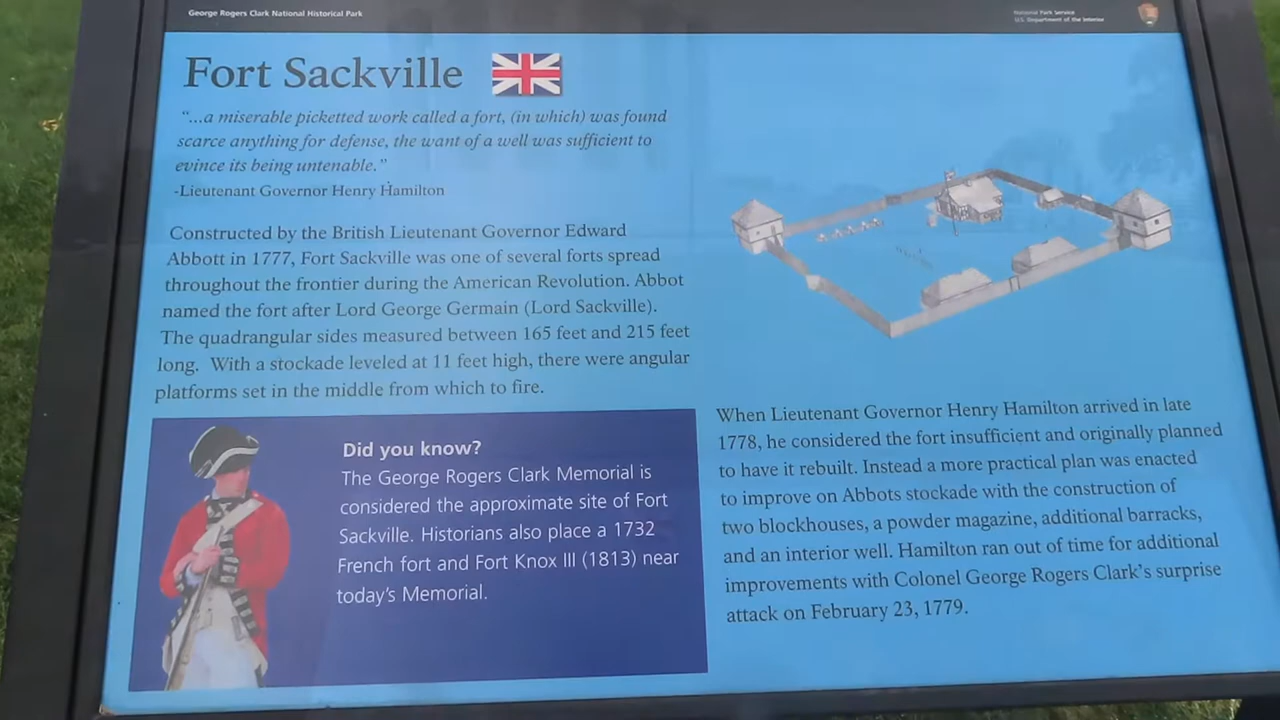 George Rogers Clark National Historical Park
National Park Service
U.S. Department of the Interior
Fort Sackville
“...a miserable picketted work called a fort, (in which) was found
scarce anything for defense, the want of a well was sufficient to
evince its being untenable.”
-Lieutenant Governor Henry Hamilton
Constructed by the British Lieutenant Governor Edward
Abbott in 1777, Fort Sackville was one of several forts spread
throughout the frontier during the American Revolution. Abbot
named the fort after Lord George Germain (Lord Sackville).
The quadrangular sides measured between 165 feet and 215 feet
long. With a stockade leveled at 11 feet high, there were angular
platforms set in the middle from which to fire.
Did you know?
The George Rogers Clark Memorial is
considered the approximate site of Fort
Sackville. Historians also place a 1732
French fort and Fort Knox III (1813) near
today’s Memorial.
When Lieutenant Governor Henry Hamilton arrived in late
1778, he considered the fort insufficient and originally planned
to have it rebuilt. Instead a more practical plan was enacted
to improve on Abbots stockade with the construction of
two blockhouses, a powder magazine, additional barracks,
and an interior well. Hamilton ran out of time for additional
improvements with Colonel George Rogers Clark’s surprise
attack on February 23, 1779.